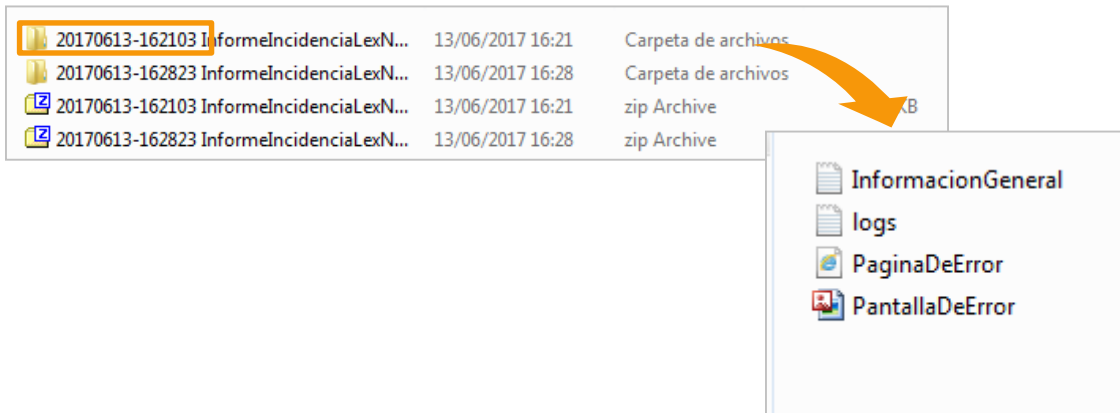 20170613-162103 InformeIncidenciaLexN... 13/06/2017 16:21 Carpeta de archivos
20170613-162823 InformeIncidenciaLexN... 13/06/2017 16:28 Carpeta de archivos
20170613-162103 InformeIncidenciaLexN... 13/06/2017 16:21 zip Archive KB
20170613-162823 InformeIncidenciaLexN... 13/06/2017 16:28 zip Archive
InformacionGeneral
logs
PaginaDeError
PantallaDeError